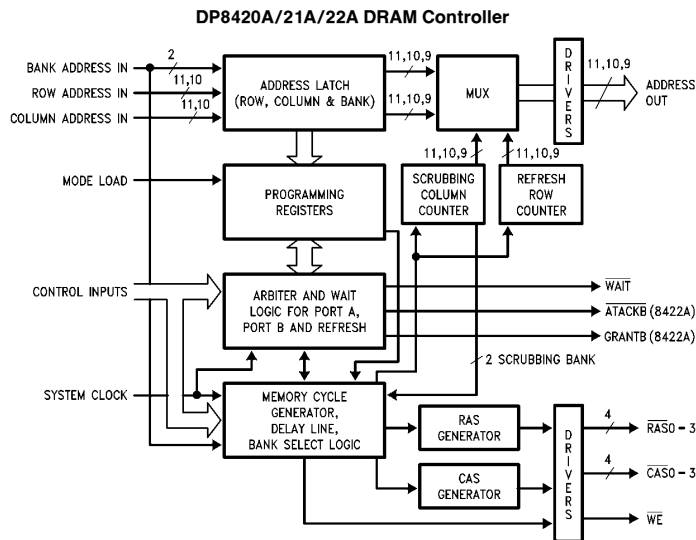 DP8420A/21A/22A DRAM Controller
BANK ADDRESS IN
2
ROW ADDRESS IN
11,10
COLUMN ADDRESS IN
11,10
ADDRESS LATCH
(ROW, COLUMN & BANK)
11,10,9
11,10,9
MUX
DRIVERS
11,10,9
ADDRESS
OUT
11,10,9
11,10,9
MODE LOAD
PROGRAMMING
REGISTERS
SCRUBBING
COLUMN
COUNTER
REFRESH
ROW
COUNTER
CONTROL INPUTS
ARBITER AND WAIT
LOGIC FOR PORT A,
PORT B AND REFRESH
WAIT
ATACKB (8422A)
GRANTB (8422A)
2 SCRUBBING BANK
SYSTEM CLOCK
MEMORY CYCLE
GENERATOR,
DELAY LINE,
BANK SELECT LOGIC
RAS
GENERATOR
CAS
GENERATOR
DRIVERS
4
RAS0-3
4
CAS0-3
WE